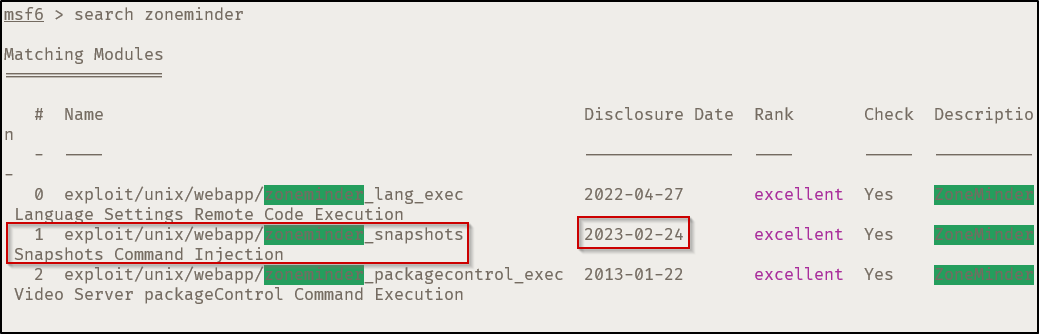 msf6 > search zoneminder
Matching Modules
================
# Name Disclosure Date Rank Check Descriptio
n
- ---- --------------- ---- ----- ----------
-
0 exploit/unix/webapp/zoneminder_lang_exec 2022-04-27 excellent Yes ZoneMinder
Language Settings Remote Code Execution
1 exploit/unix/webapp/zoneminder_snapshots 2023-02-24 excellent Yes ZoneMinder
Snapshots Command Injection
2 exploit/unix/webapp/zoneminder_packagecontrol_exec 2013-01-22 excellent Yes ZoneMinder
Video Server packageControl Command Execution